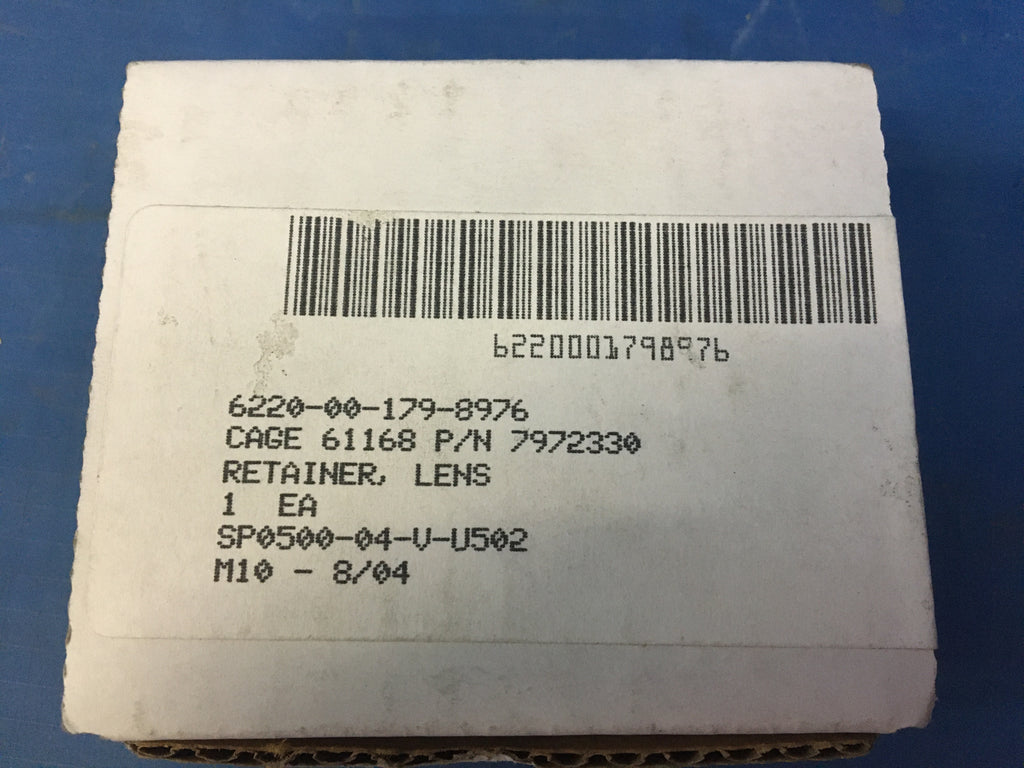 6220001798976
6220-00-179-8976
CAGE 61168 P/N 7972330
RETAINER, LENS
1 EA
SP0500-04-V-U502
M10 - 8/04